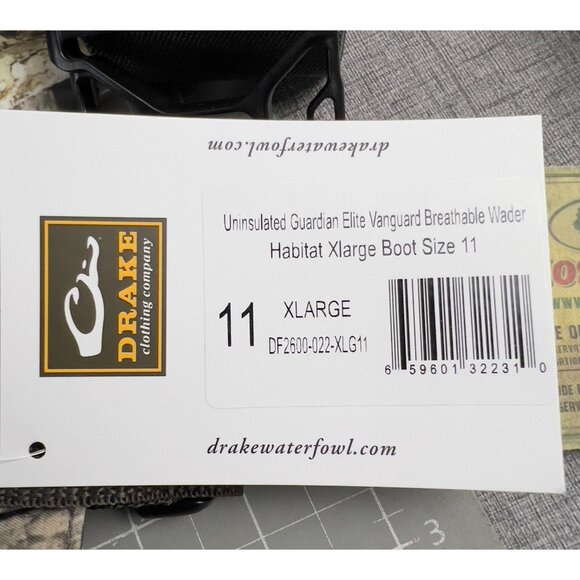 drakewaterfowl.com
DRAKE
clothing company
Uninsulated Guardian Elite Vanguard Breathable Wader
Habitat Xlarge Boot Size 11
11
XLARGE
DF2600-022-XLG11
6 59601 32231 0
drakewaterfowl.com
3